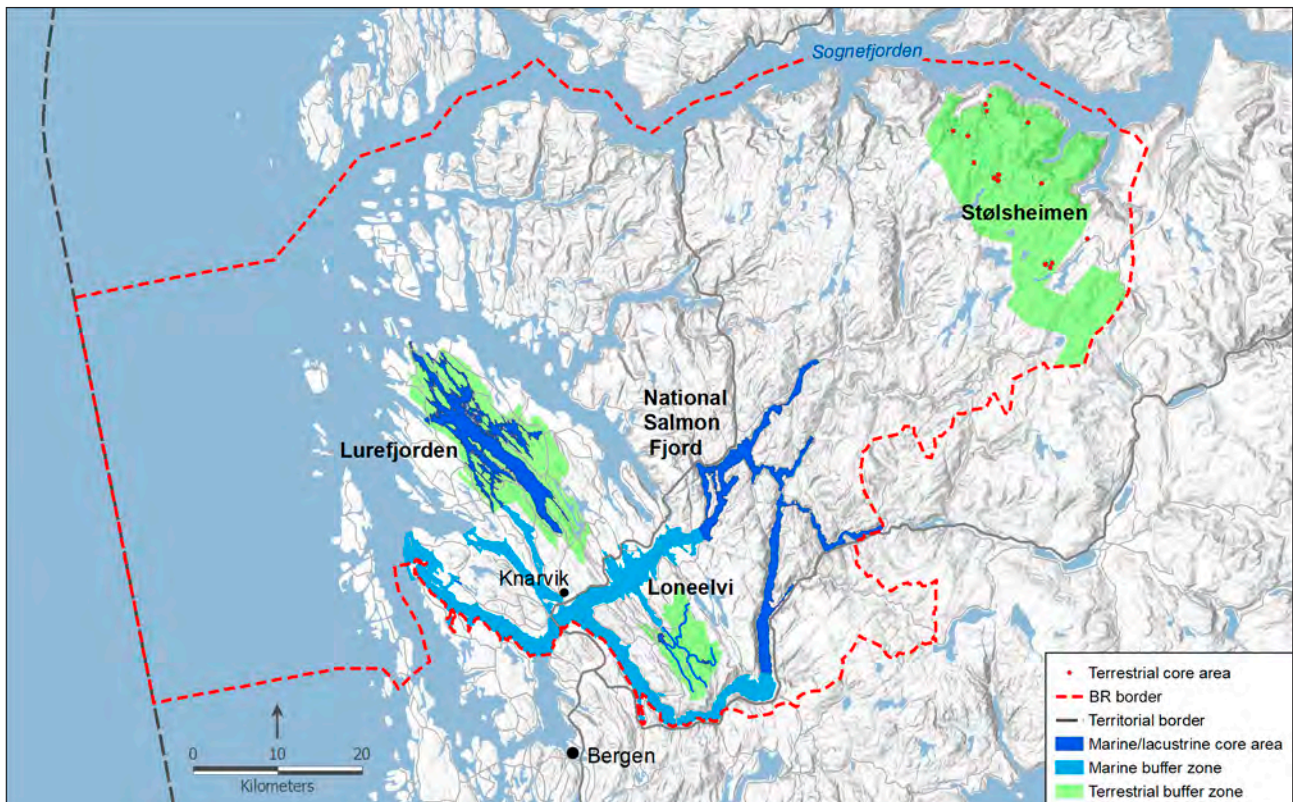 Sognefjorden
Stølsheimen
National
Salmon
Fjord
Lurefjorden
Knarvik
Loneelvi
Bergen
0 10 20
Kilometers
Terrestrial core area
BR border
Territorial border
Marine/lacustrine core area
Marine buffer zone
Terrestrial buffer zone